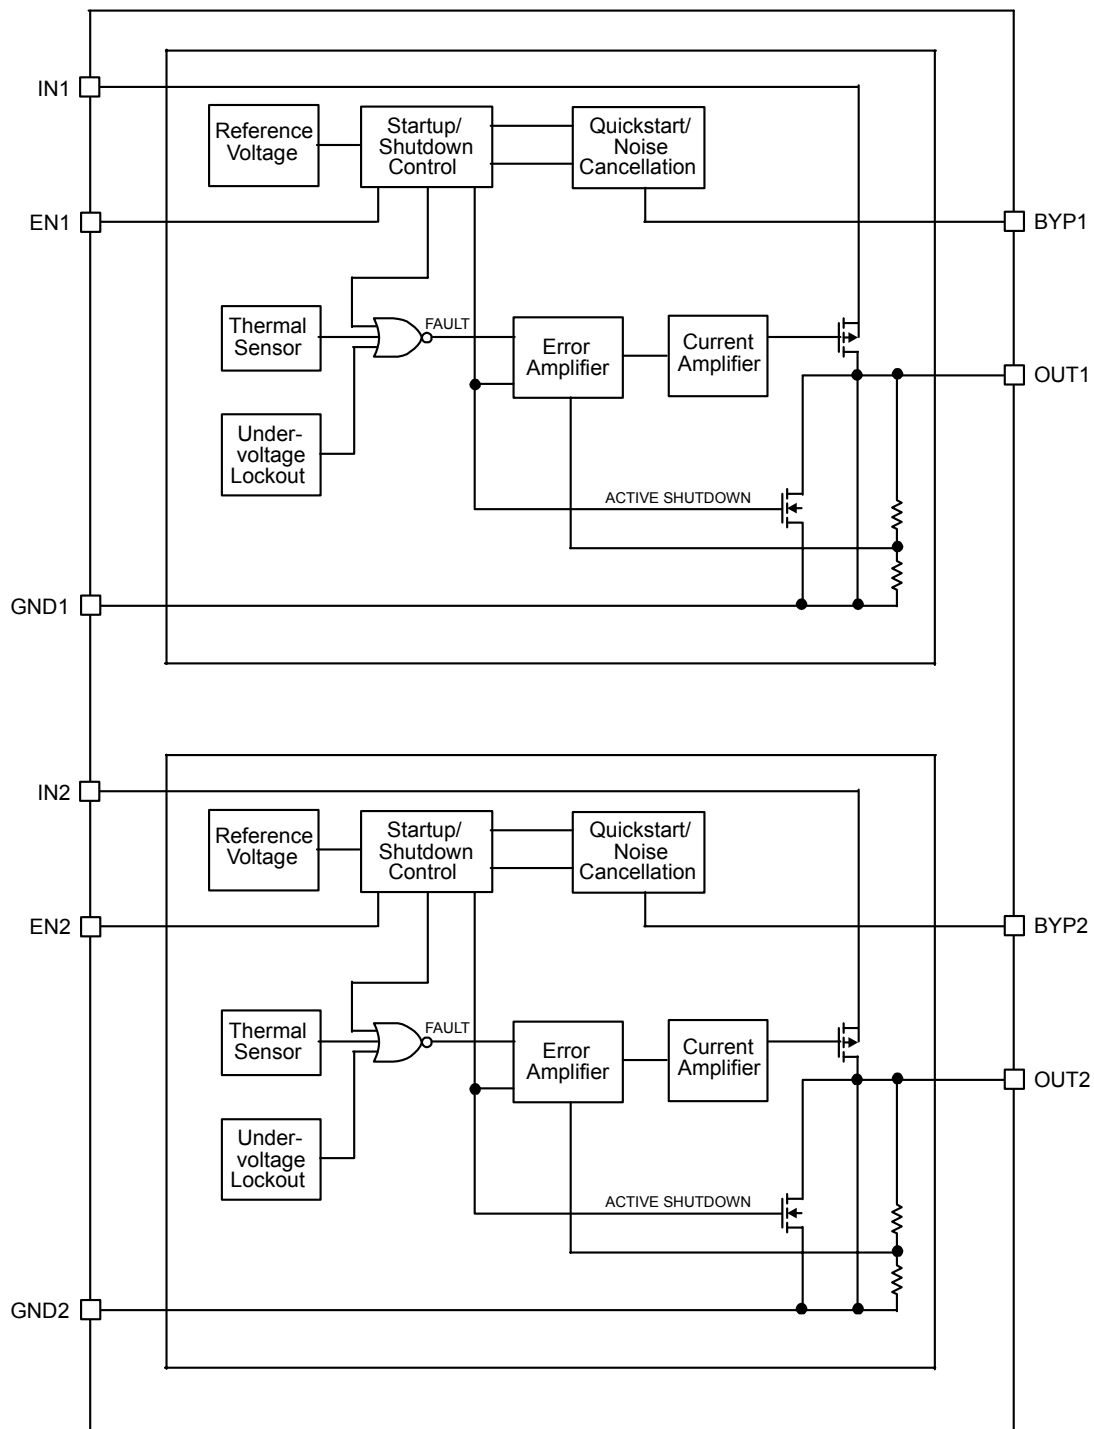 IN1
Reference
Voltage
Startup/
Shutdown
Control
Quickstart/
Noise
Cancellation
EN1
BYP1
Thermal
Sensor
FAULT
Error
Amplifier
Current
Amplifier
OUT1
Under-
voltage
Lockout
ACTIVE SHUTDOWN
GND1
IN2
Reference
Voltage
Startup/
Shutdown
Control
Quickstart/
Noise
Cancellation
EN2
BYP2
Thermal
Sensor
FAULT
Error
Amplifier
Current
Amplifier
OUT2
Under-
voltage
Lockout
ACTIVE SHUTDOWN
GND2